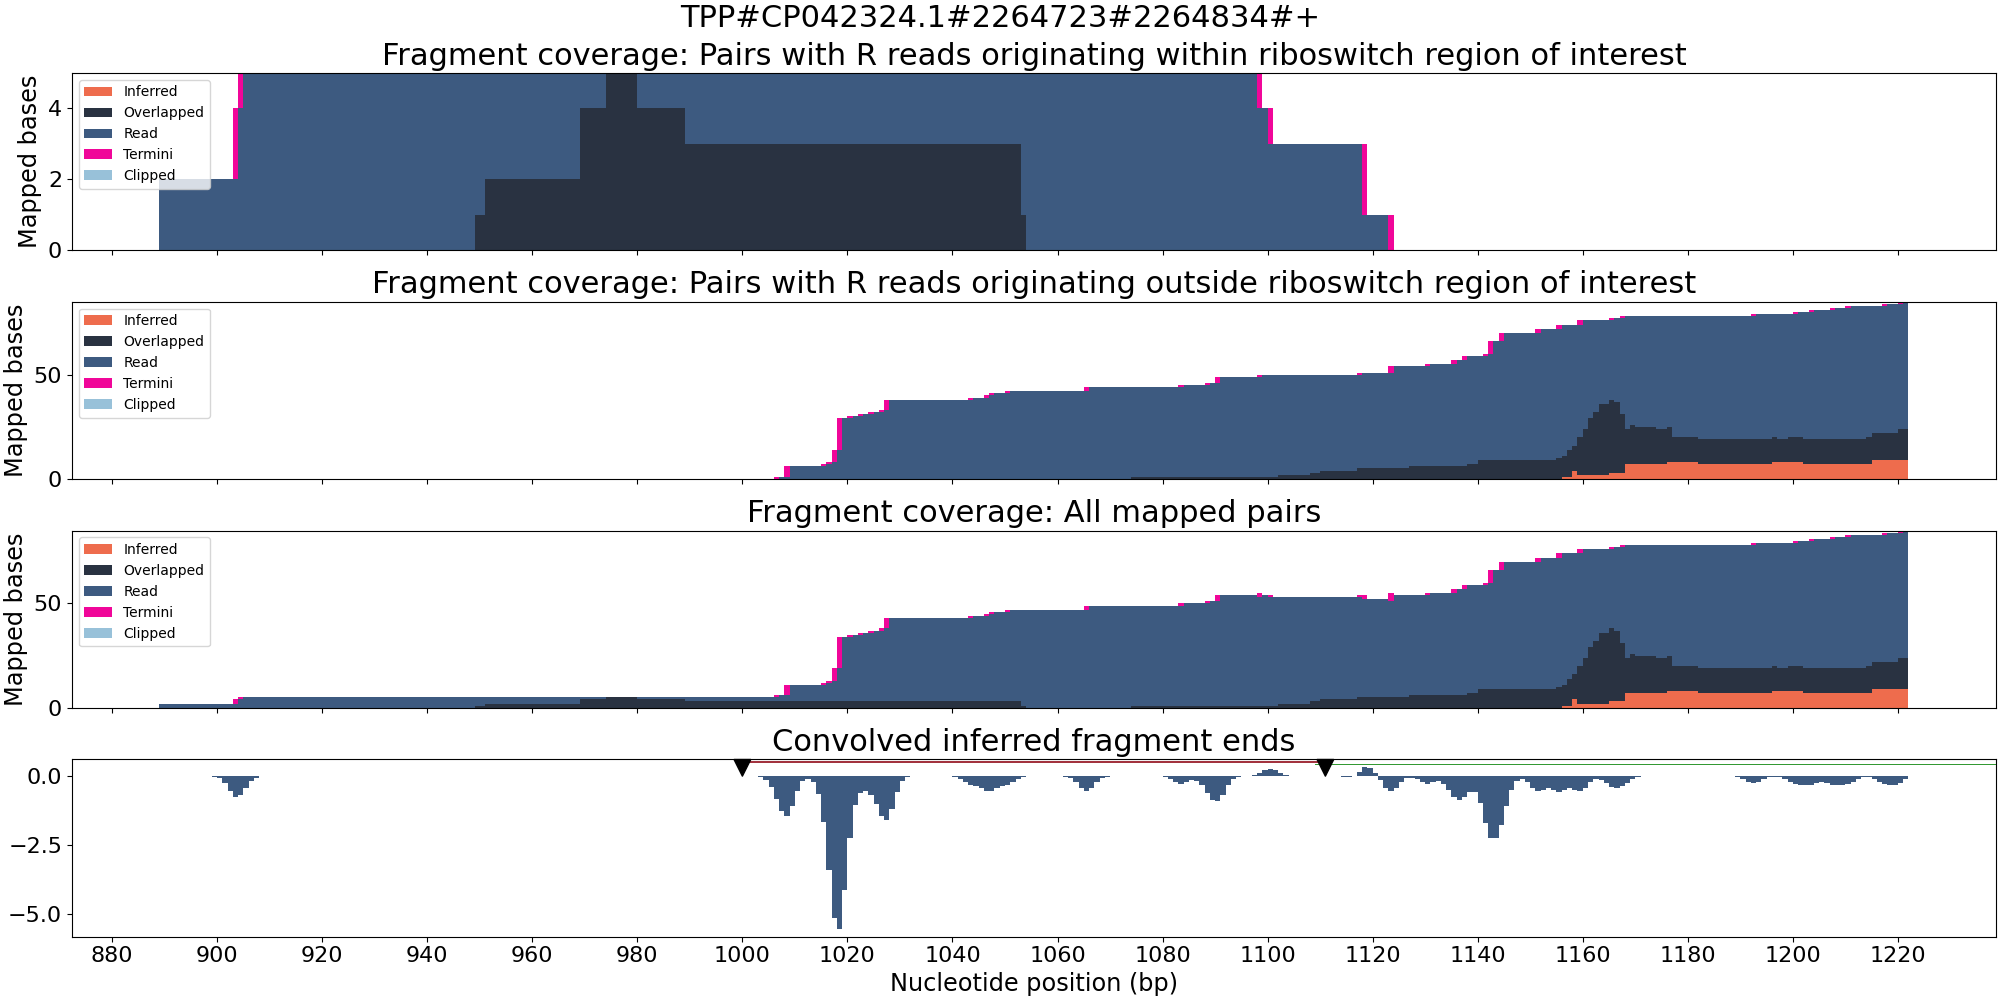 TPP#CP042324.1#2264723#2264834#+
Fragment coverage: Pairs with R reads originating within riboswitch region of interest
Mapped bases
4
2
0
Inferred
Overlapped
Read
Termini
Clipped
Fragment coverage: Pairs with R reads originating outside riboswitch region of interest
Mapped bases
50
0
Inferred
Overlapped
Read
Termini
Clipped
Fragment coverage: All mapped pairs
Mapped bases
50
0
Inferred
Overlapped
Read
Termini
Clipped
Convolved inferred fragment ends
0.0
−2.5
−5.0
880 900 920 940 960 980 1000 1020 1040 1060 1080 1100 1120 1140 1160 1180 1200 1220
Nucleotide position (bp)